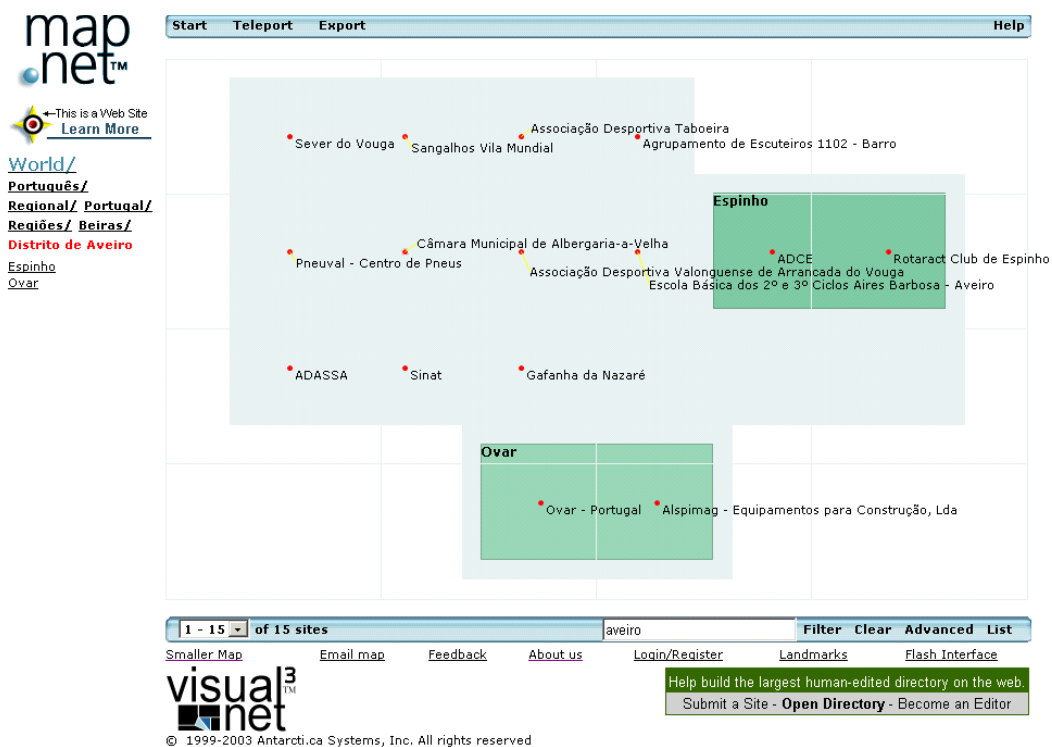 map
.net™
Start Teleport Export Help
←This is a Web Site
Learn More
World/
Português/
Regional/ Portugal/
Regiões/ Beiras/
Distrito de Aveiro
Espinho
Ovar
Associação Desportiva Taboeira
Sever do Vouga
Sangalhos Vila Mundial
Agrupamento de Escuteiros 1102 - Barro
Espinho
Câmara Municipal de Albergaria-a-Velha
Pneuval - Centro de Pneus
ADCE
Rotaract Club de Espinho
Associação Desportiva Valonguense de Arrancada do Vouga
Escola Básica dos 2º e 3º Ciclos Aires Barbosa - Aveiro
ADASSA
Sinat
Gafanha da Nazaré
Ovar
Ovar - Portugal
Alspimag - Equipamentos para Construção, Lda
1 - 15 of 15 sites
aveiro
Filter Clear Advanced List
Smaller Map Email map Feedback About us Login/Register Landmarks Flash Interface
visual3™
net
Help build the largest human-edited directory on the web.
Submit a Site - Open Directory - Become an Editor
© 1999-2003 Antarcti.ca Systems, Inc. All rights reserved